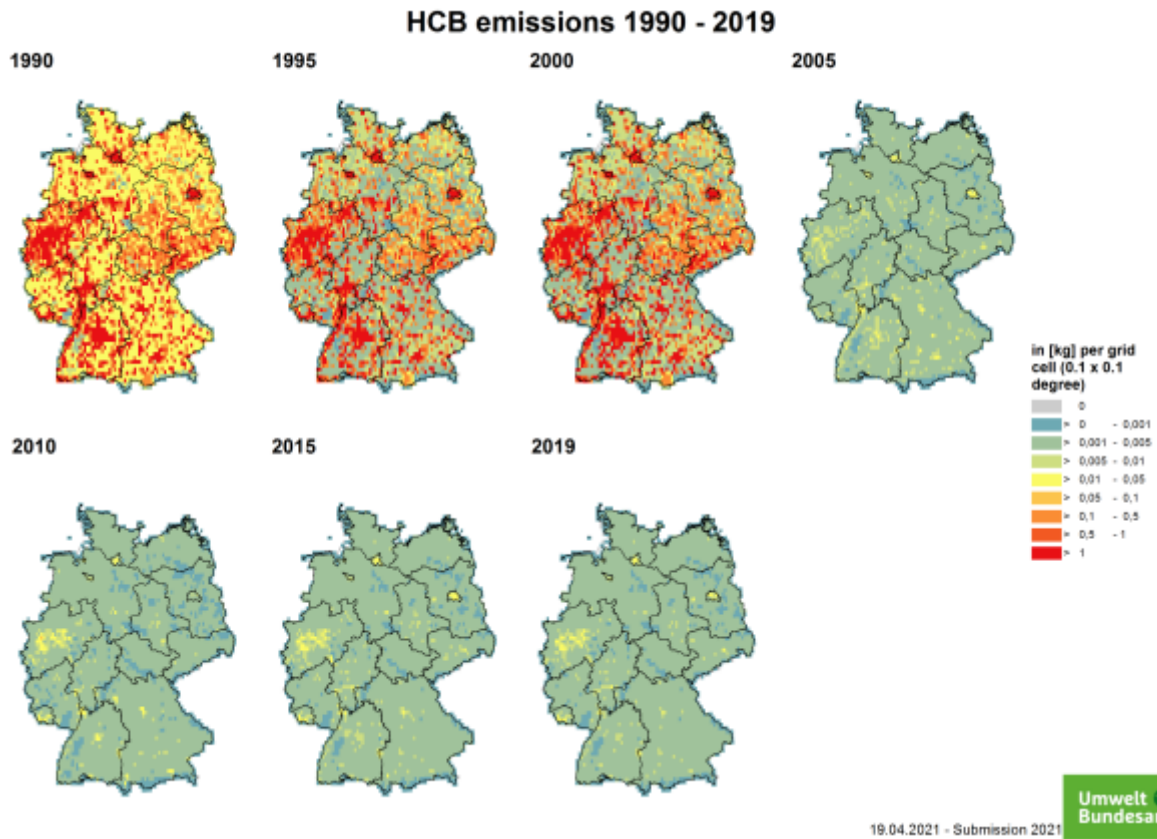 HCB emissions 1990 - 2019
1990
1995
2000
2005
in [kg] per grid
cell (0.1 x 0.1
degree)
0
> 0 - 0,001
> 0,001 - 0,005
> 0,005 - 0,01
> 0,01 - 0,05
> 0,05 - 0,1
> 0,1 - 0,5
> 0,5 - 1
> 1
2010
2015
2019
Umwelt
Bundesa
19.04.2021 - Submission 2021